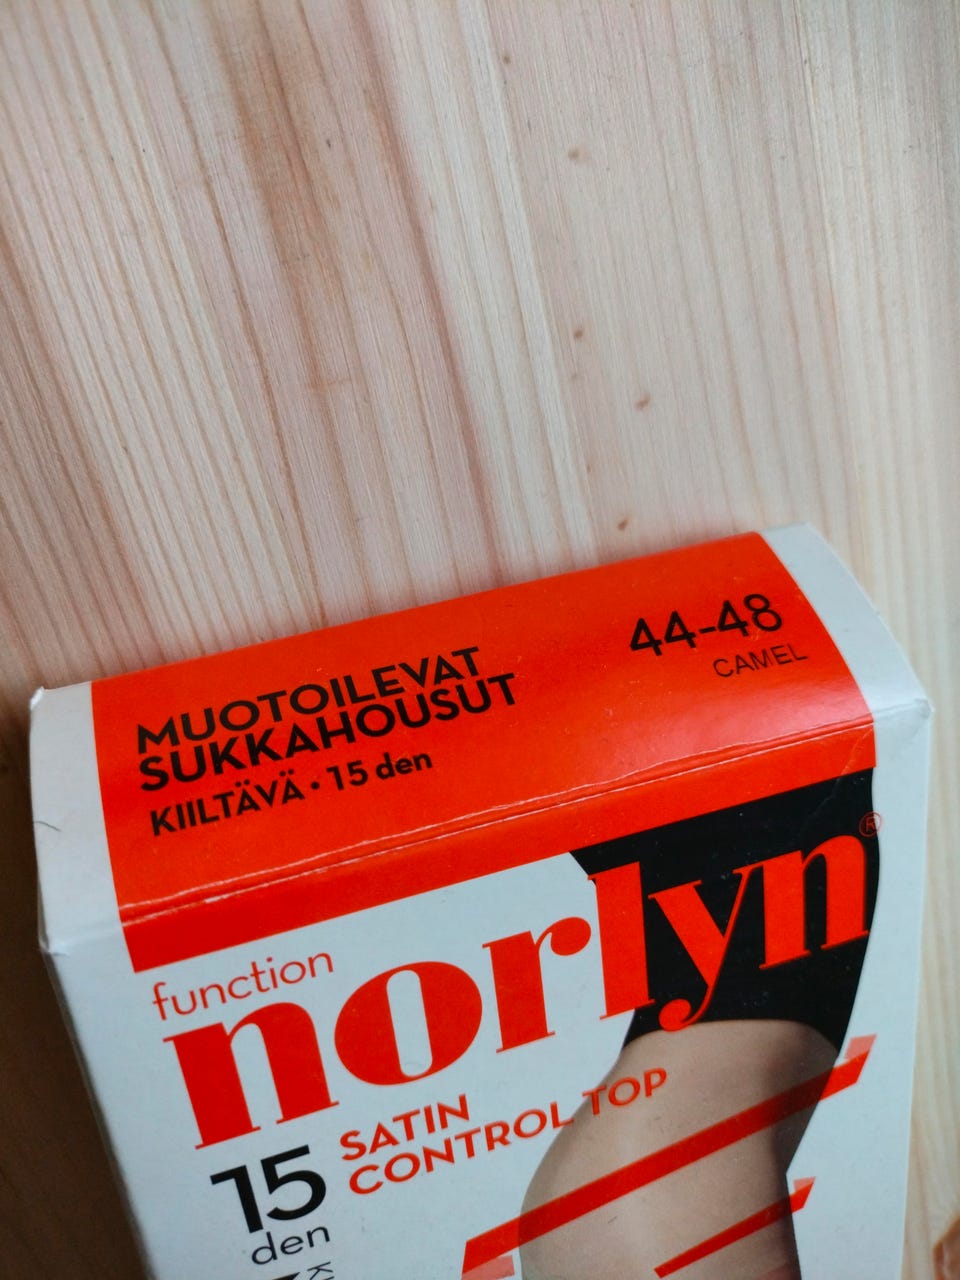 MUOTOILEVAT
SUKKAHOUSUT
KIILTÄVÄ • 15 den
44-48
CAMEL
function
norlyn®
SATIN
CONTROL TOP
15
den